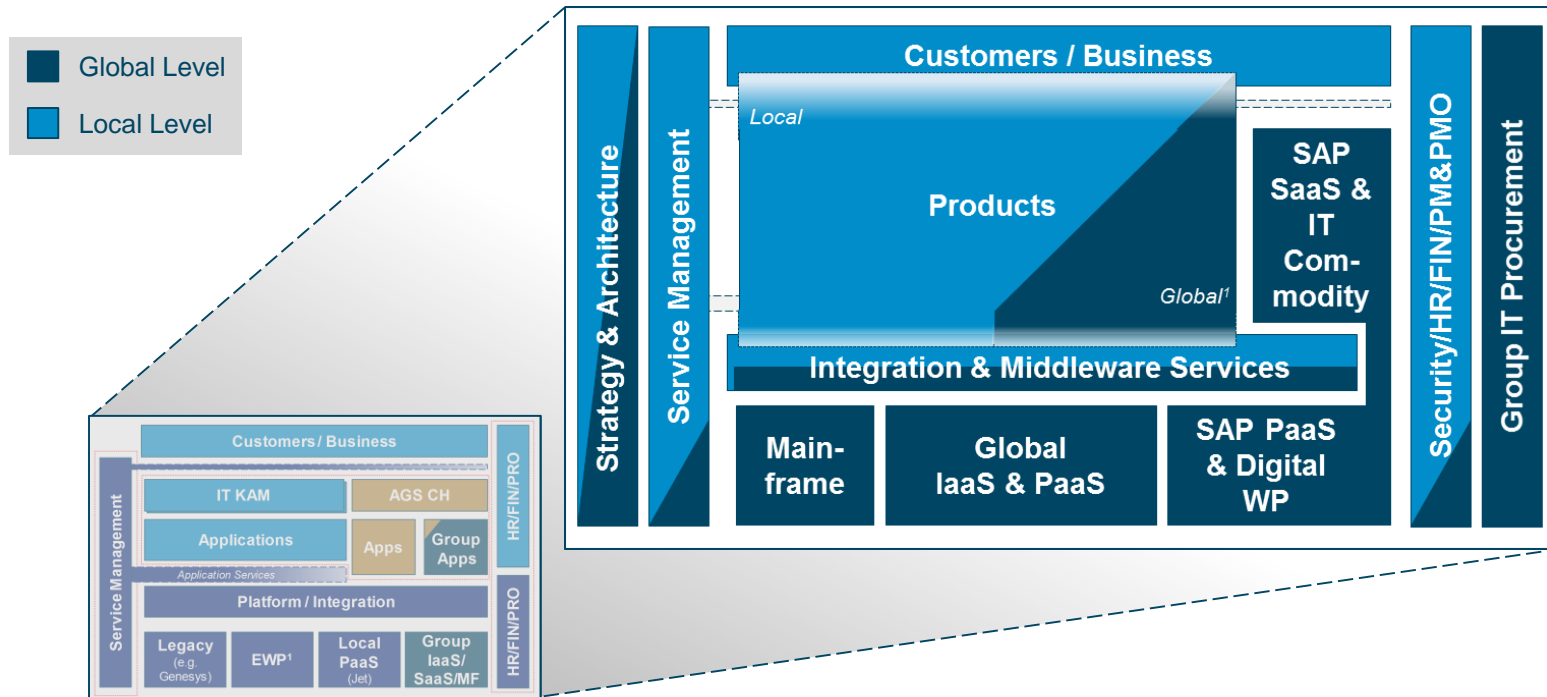 Global Level
Local Level
Strategy & Architecture
Service Management
Customers / Business
Local
Products
Global¹
SAP
SaaS &
IT
Com-
modity
Integration & Middleware Services
Main-
frame
Global
IaaS & PaaS
SAP PaaS
& Digital
WP
Security/HR/FIN/PM&PMO
Group IT Procurement
Service Management
Customers / Business
IT KAM
AGS CH
Applications
Apps
Group
Apps
Application Services
Platform / Integration
Legacy
(e.g.
Genesys)
EWP¹
Local
PaaS
(Jet)
Group
IaaS/
SaaS/MF
HR/FIN/PRO
HR/FIN/PRO